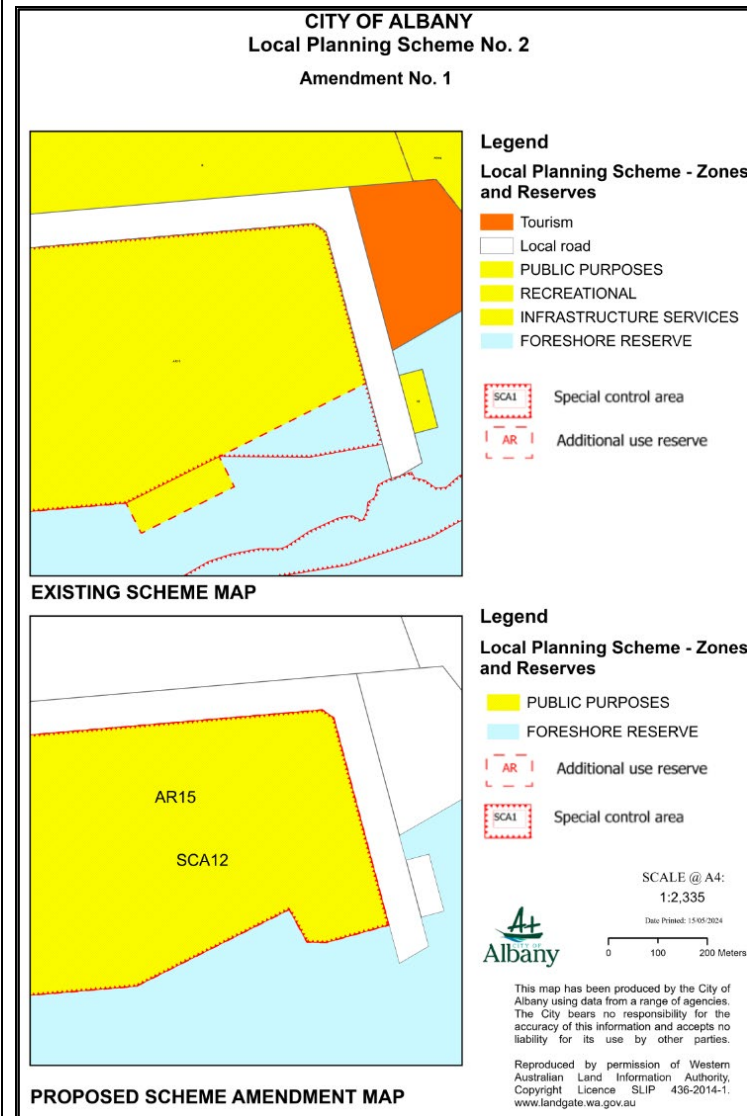 CITY OF ALBANY
Local Planning Scheme No. 2
Amendment No. 1
Legend
Local Planning Scheme - Zones
and Reserves
Tourism
Local road
PUBLIC PURPOSES
RECREATIONAL
INFRASTRUCTURE SERVICES
FORESHORE RESERVE
SCA1 Special control area
AR Additional use reserve
EXISTING SCHEME MAP
Legend
Local Planning Scheme - Zones
and Reserves
PUBLIC PURPOSES
FORESHORE RESERVE
AR Additional use reserve
SCA1 Special control area
AR15
SCA12
SCALE @ A4:
1:2,335
Date Printed: 15/05/2024
CITY OF
Albany
0 100 200 Meters
This map has been produced by the City of
Albany using data from a range of agencies.
The City bears no responsibility for the
accuracy of this information and accepts no
liability for its use by other parties.
Reproduced by permission of Western
Australian Land Information Authority,
Copyright Licence SLIP 436-2014-1.
www.landgate.wa.gov.au
PROPOSED SCHEME AMENDMENT MAP